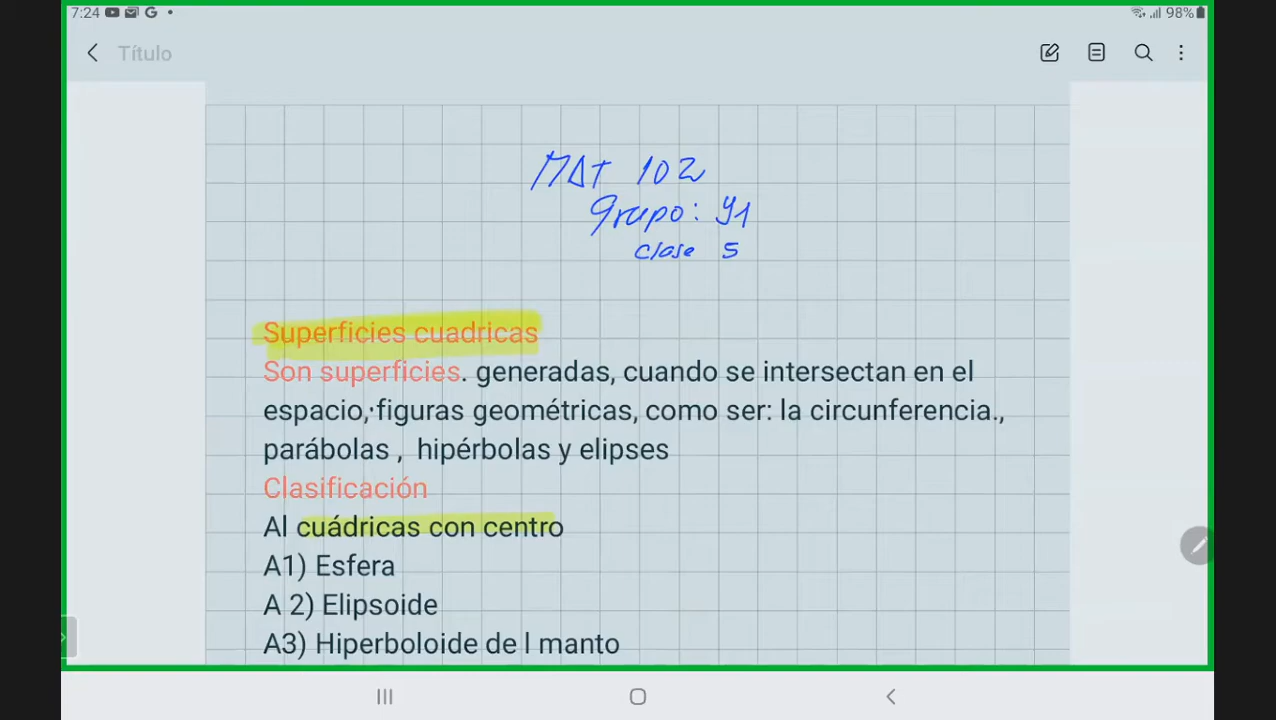 7:24
98%
Título
MAT 102
Grupo: Y1
clase 5
Superficies cuadricas
Son superficies. generadas, cuando se intersectan en el
espacio,·figuras geométricas, como ser: la circunferencia.,
parábolas , hipérbolas y elipses
Clasificación
Al cuádricas con centro
A1) Esfera
A 2) Elipsoide
A3) Hiperboloide de l manto